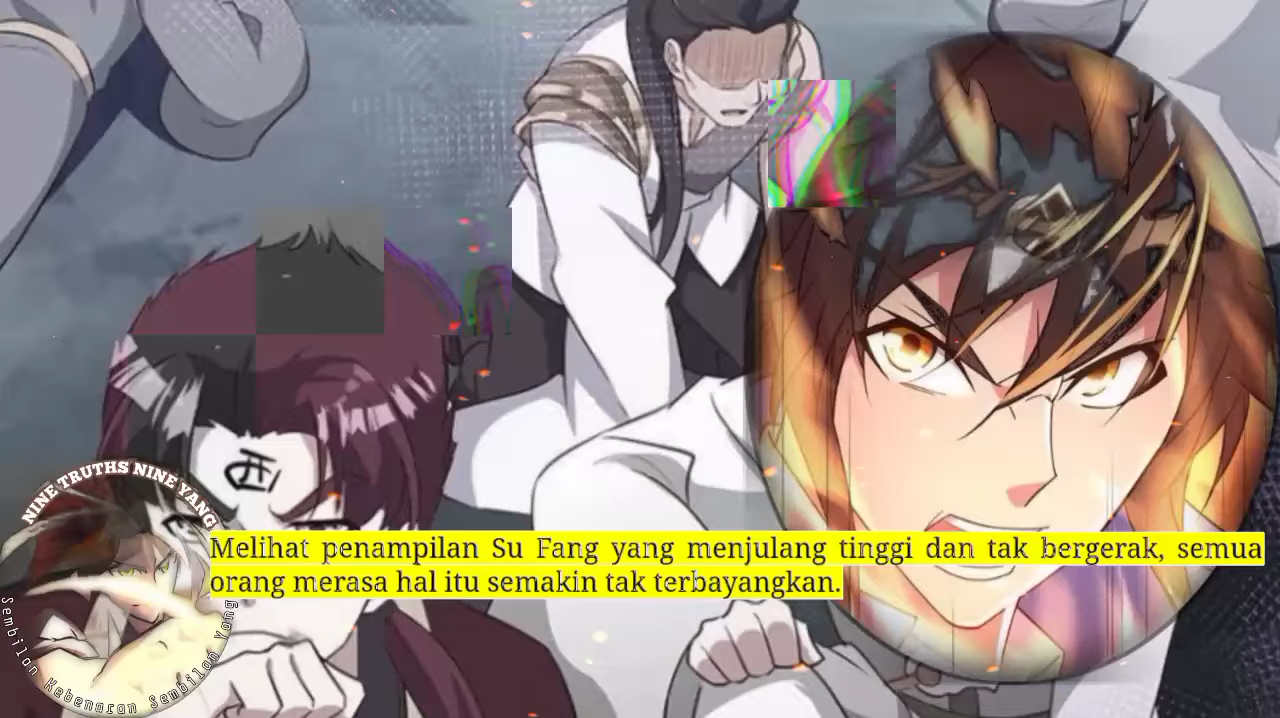 NINE TRUTHS NINE YANG
Melihat penampilan Su Fang yang menjulang tinggi dan tak bergerak, semua
orang merasa hal itu semakin tak terbayangkan.
Sembilan Kebenaran Sembilan Yang